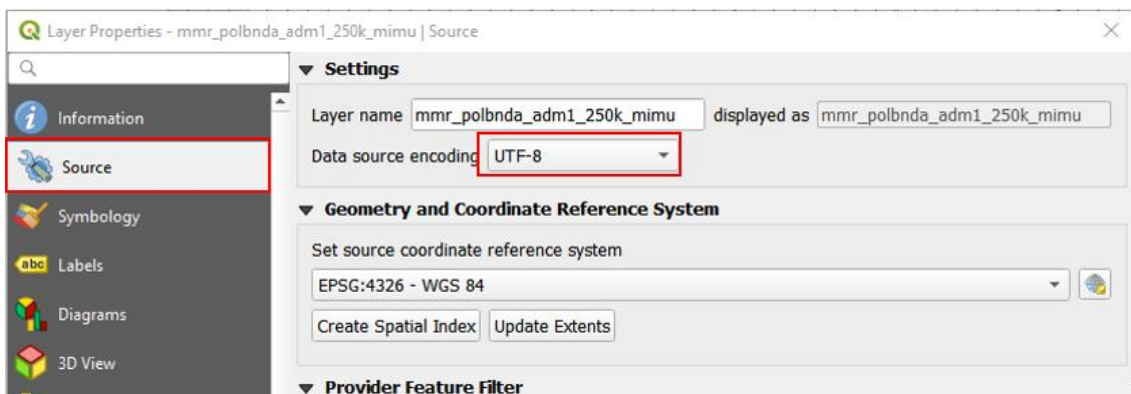 Layer Properties - mmr_polbnda_adm1_250k_mimu | Source
Information
Source
Symbology
abc Labels
Diagrams
3D View
Settings
Layer name mmr_polbnda_adm1_250k_mimu displayed as mmr_polbnda_adm1_250k_mimu
Data source encoding UTF-8
Geometry and Coordinate Reference System
Set source coordinate reference system
EPSG:4326 - WGS 84
Create Spatial Index Update Extents
Provider Feature Filter